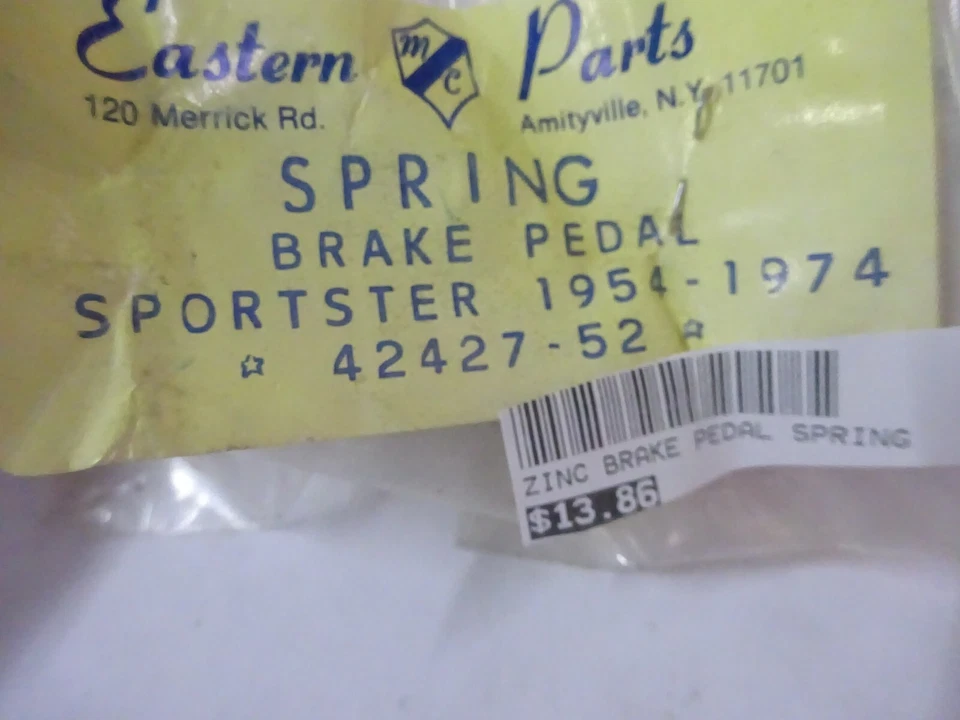 Eastern mc Parts
120 Merrick Rd. Amityville, N.Y. 11701
SPRING
BRAKE PEDAL
SPORTSTER 1954-1974
☆ 42427-52 ☆
ZINC BRAKE PEDAL SPRING
$13.86